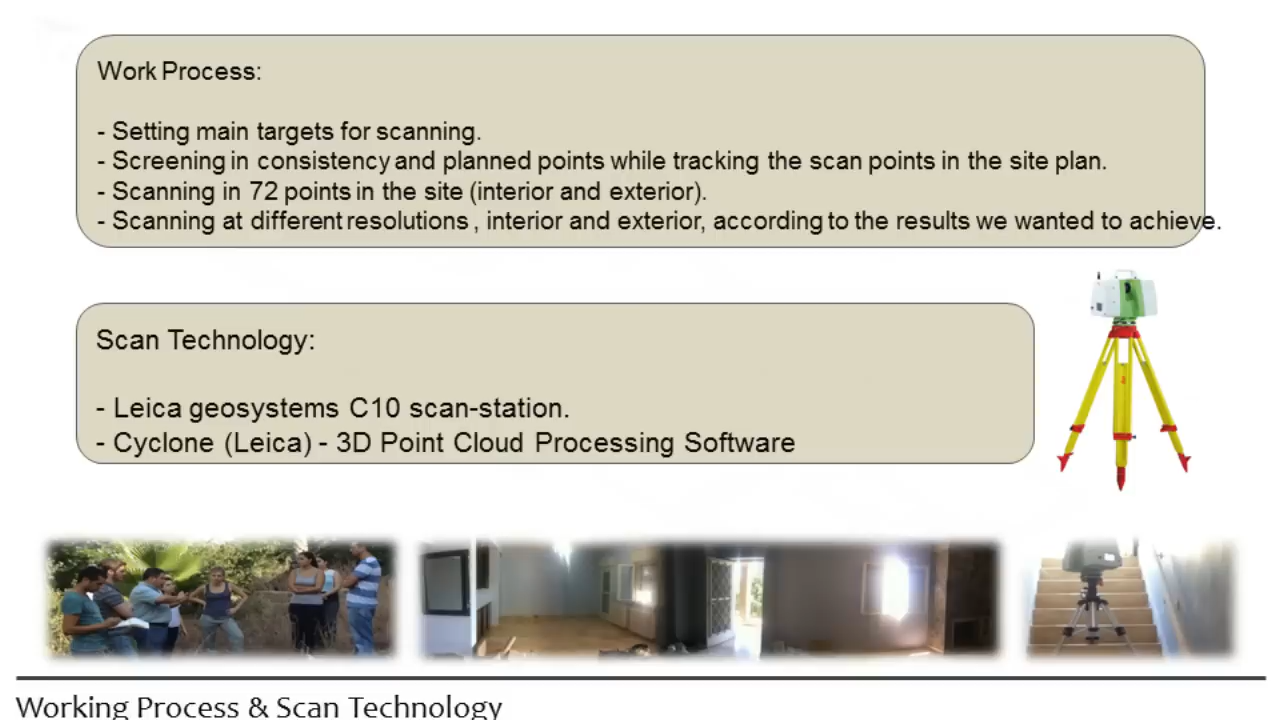 Work Process:
- Setting main targets for scanning.
- Screening in consistency and planned points while tracking the scan points in the site plan.
- Scanning in 72 points in the site (interior and exterior).
- Scanning at different resolutions , interior and exterior, according to the results we wanted to achieve.
Scan Technology:
- Leica geosystems C10 scan-station.
- Cyclone (Leica) - 3D Point Cloud Processing Software
Working Process & Scan Technology